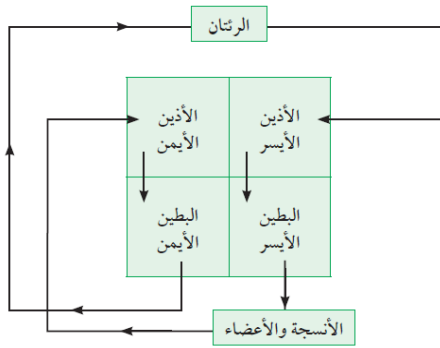 الرئتان
الأذين
الأيمن
الأذين
الأيسر
البطين
الأيمن
البطين
الأيسر
الأنسجة والأعضاء